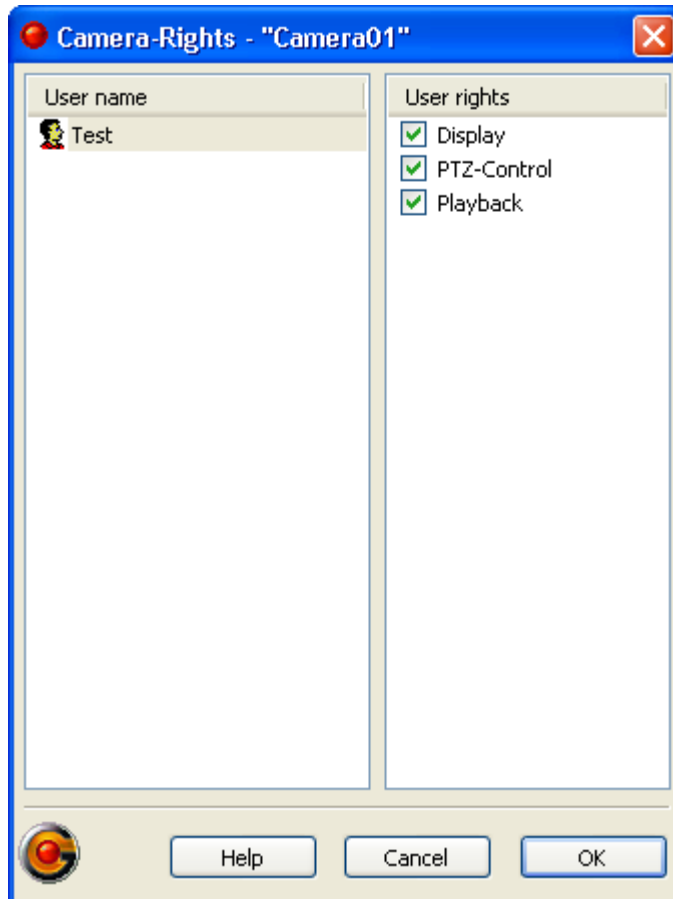 Camera-Rights - "Camera01"
User name
Test
User rights
Display
PTZ-Control
Playback
Help
Cancel
OK